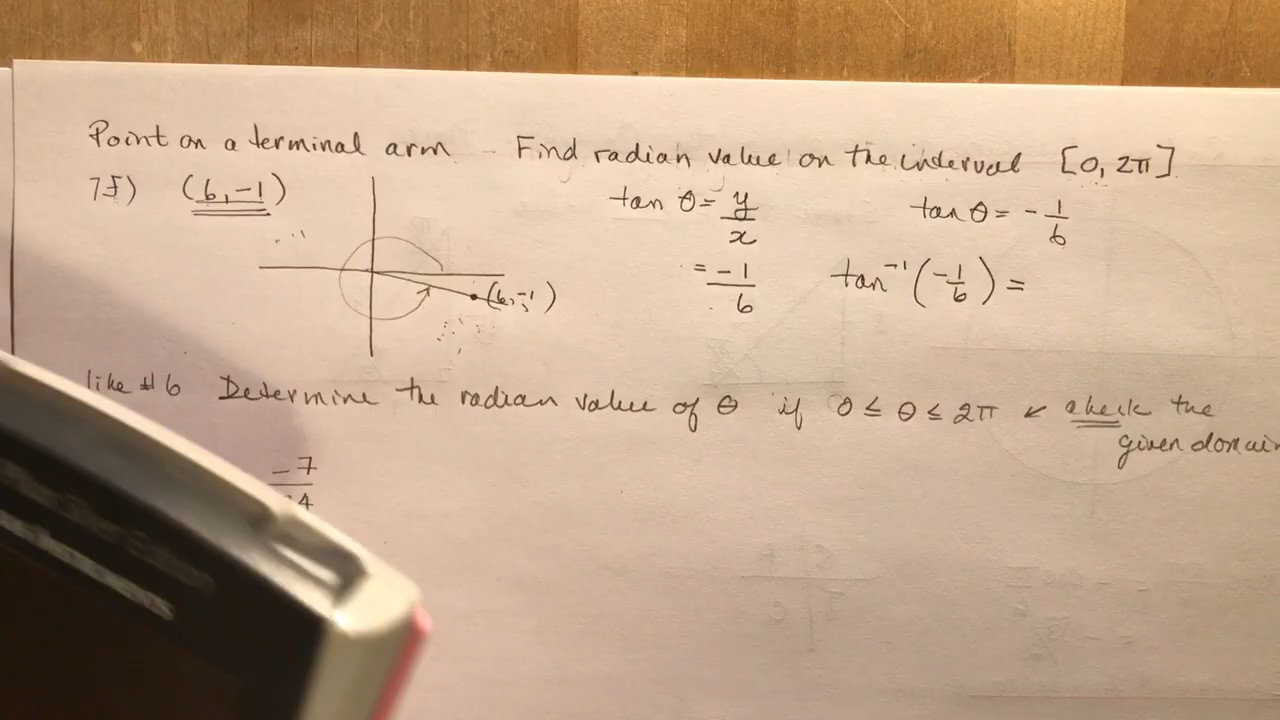 Point on a terminal arm - Find radian value on the interval [0, 2π]
7f) (6, -1) tan θ = y/x tan θ = -1/6
(6, -1) = -1/6 tan⁻¹(-1/6) =
like #6 Determine the radian value of θ if 0 ≤ θ ≤ 2π ↙ check the
given domain
-7
4